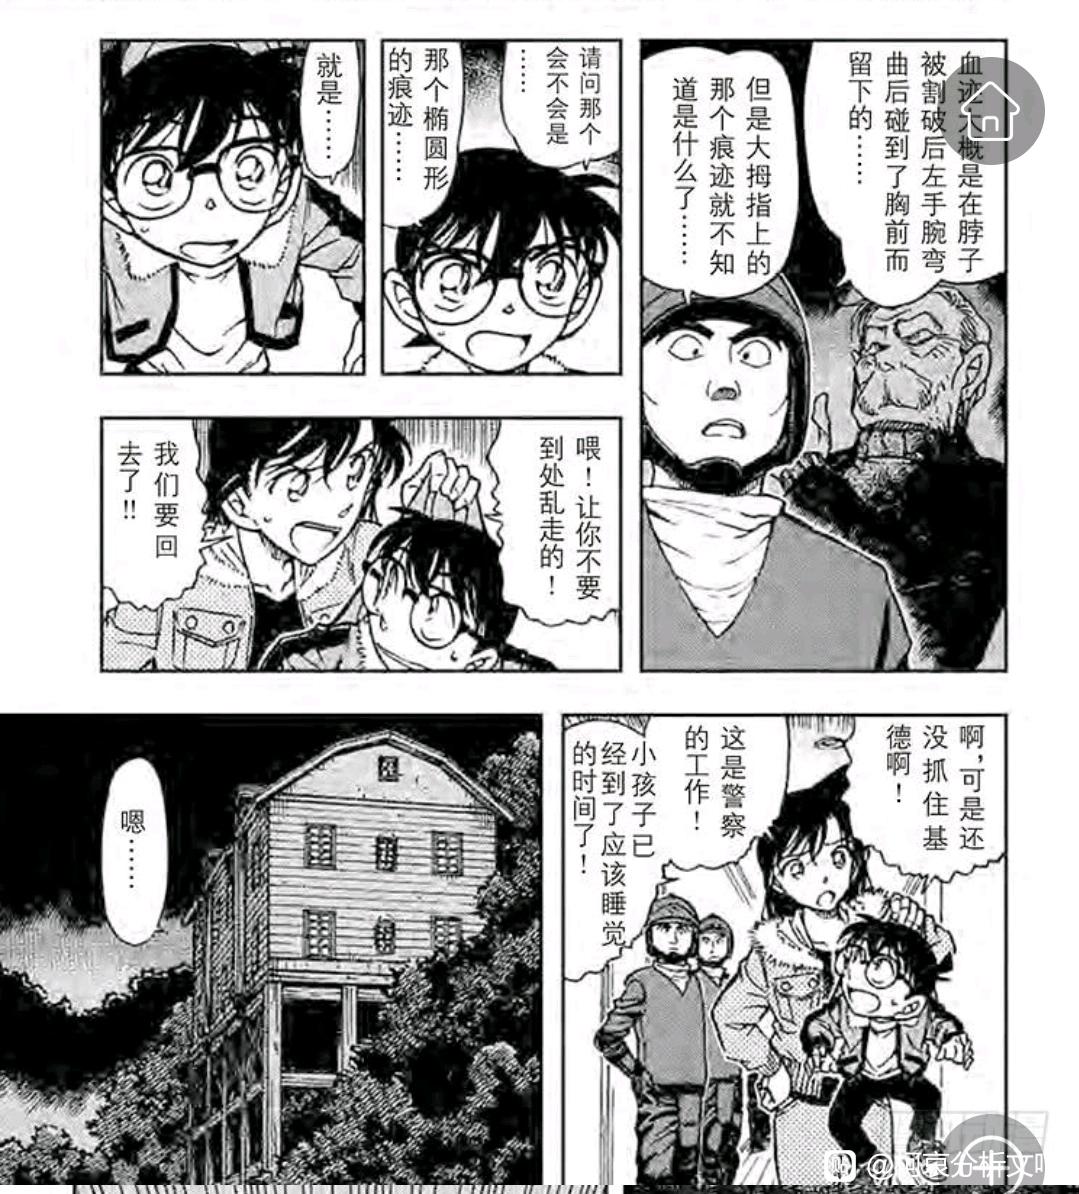 血迹大概是在脖子
被割破后左手腕弯
曲后碰到了胸前而
留下的……
但是大拇指上的
那个痕迹就不知
道是什么了……
请问那个
会不会是
……
那个椭圆形
的痕迹……
就是……
喂！让你不要
到处乱走的！
我们要回
去了!!
啊,可是还
没抓住基
德啊！
这是警察
的工作！
小孩子已
经到了应该睡觉
的时间了！
嗯……